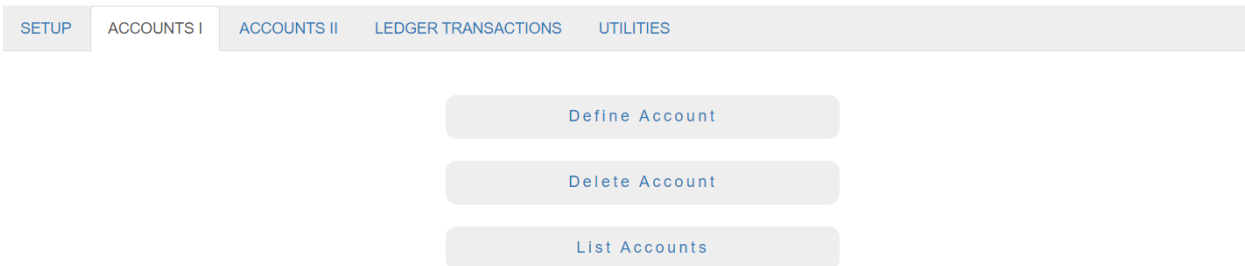 SETUP ACCOUNTS I ACCOUNTS II LEDGER TRANSACTIONS UTILITIES
Define Account
Delete Account
List Accounts